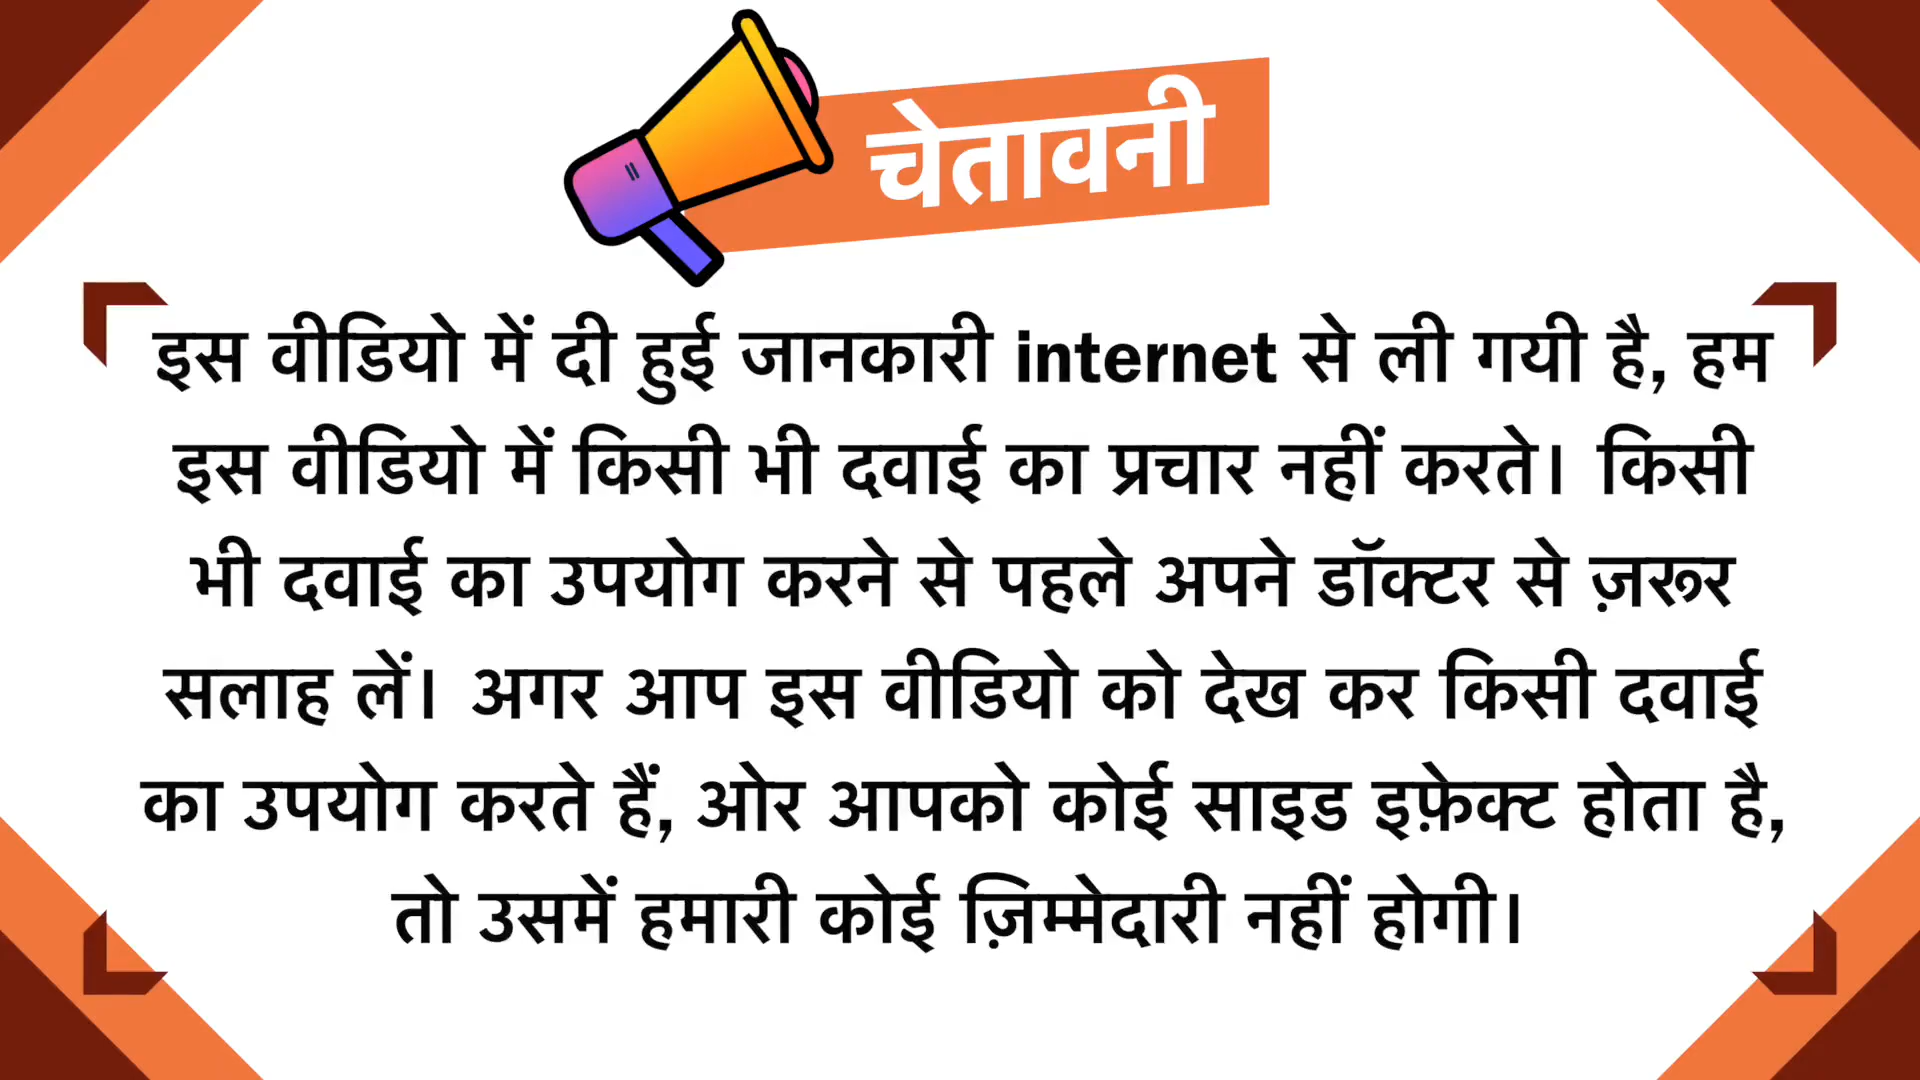 चेतावनी
इस वीडियो में दी हुई जानकारी internet से ली गयी है, हम
इस वीडियो में किसी भी दवाई का प्रचार नहीं करते। किसी
भी दवाई का उपयोग करने से पहले अपने डॉक्टर से ज़रूर
सलाह लें। अगर आप इस वीडियो को देख कर किसी दवाई
का उपयोग करते हैं, ओर आपको कोई साइड इफ़ेक्ट होता है,
तो उसमें हमारी कोई ज़िम्मेदारी नहीं होगी।